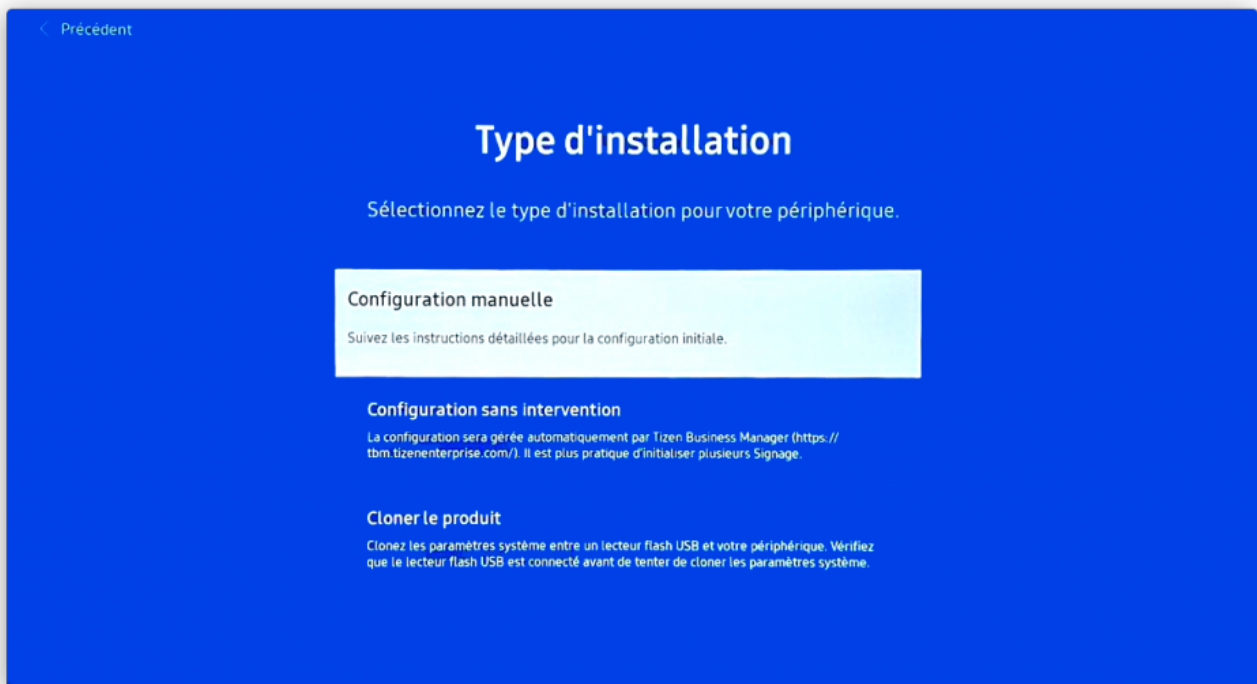 Précédent
Type d'installation
Sélectionnez le type d'installation pour votre périphérique.
Configuration manuelle
Suivez les instructions détaillées pour la configuration initiale.
Configuration sans intervention
La configuration sera gérée automatiquement par Tizen Business Manager (https://
tbm.tizenenterprise.com/). Il est plus pratique d'initialiser plusieurs Signage.
Cloner le produit
Clonez les paramètres système entre un lecteur flash USB et votre périphérique. Vérifiez
que le lecteur flash USB est connecté avant de tenter de cloner les paramètres système.